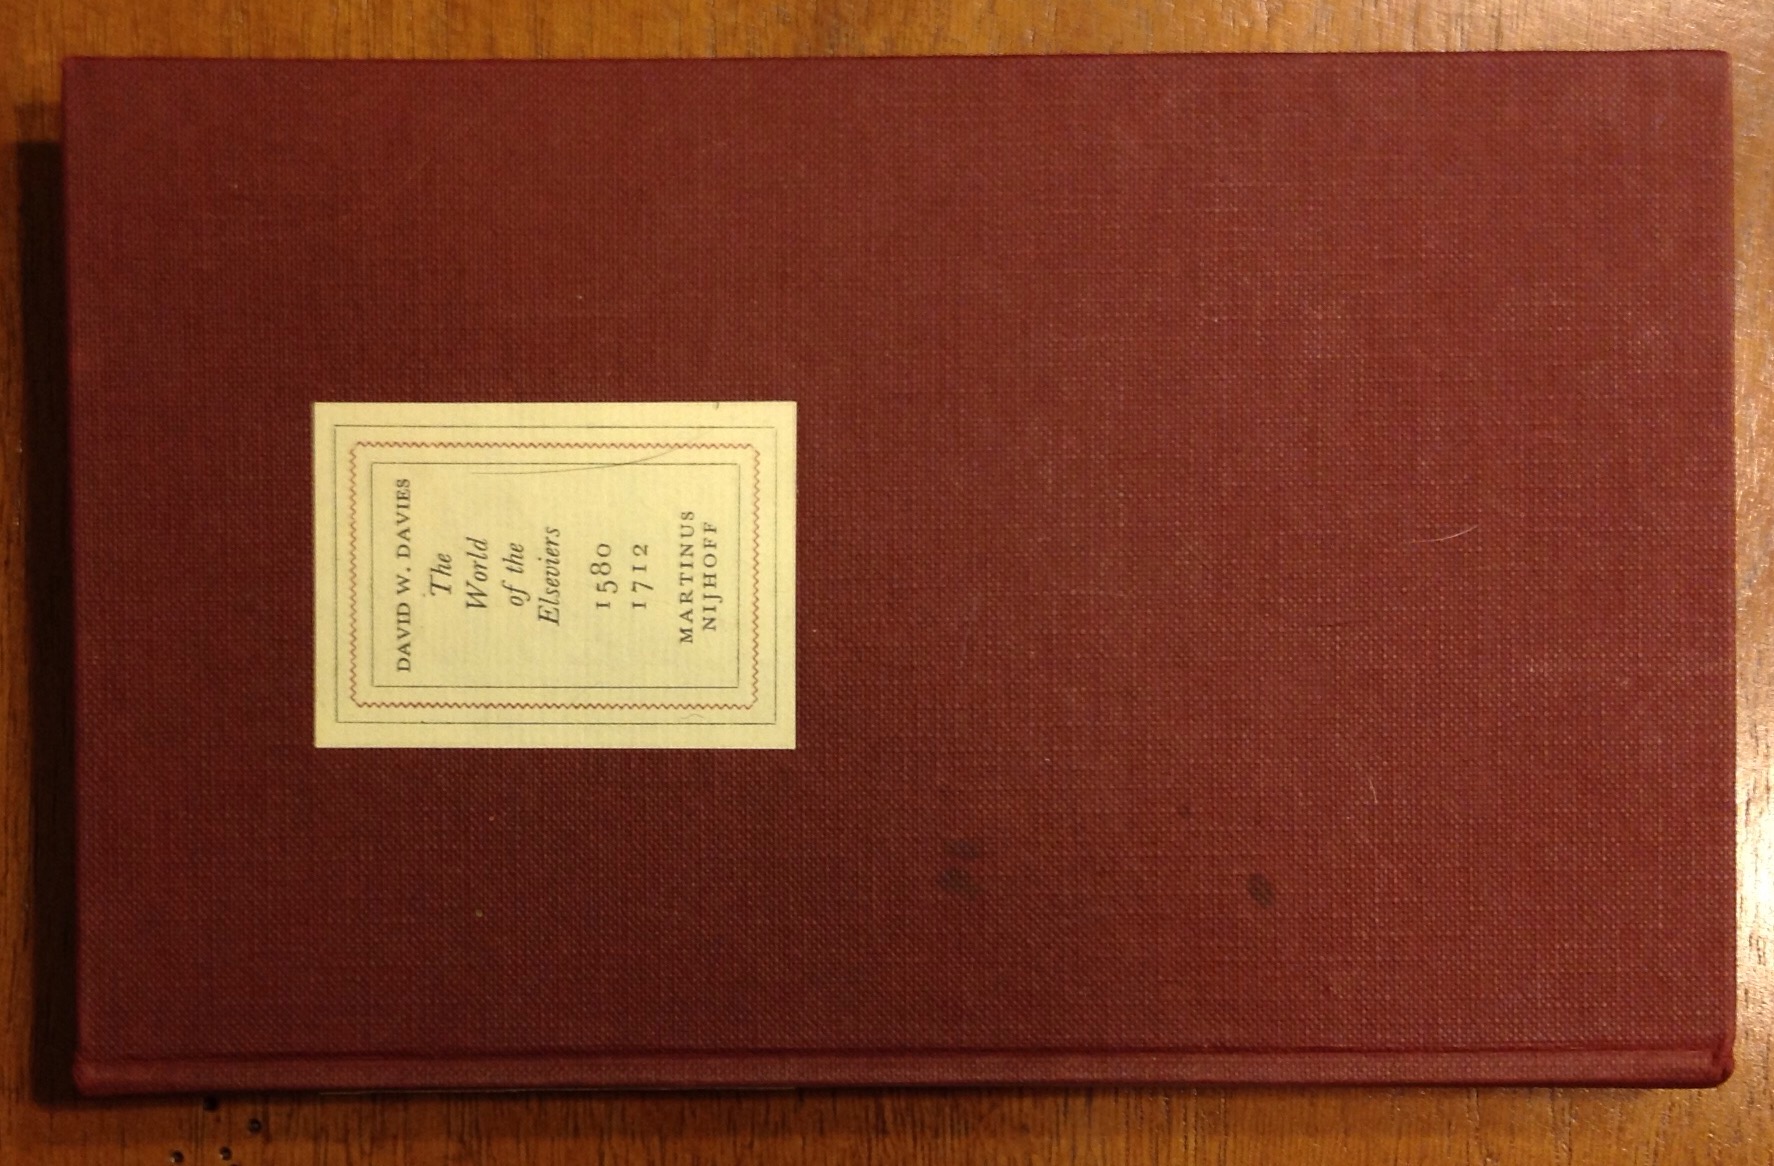 DAVID W. DAVIES
The
World
of the
Elseviers
1580
1712
MARTINUS
NIJHOFF